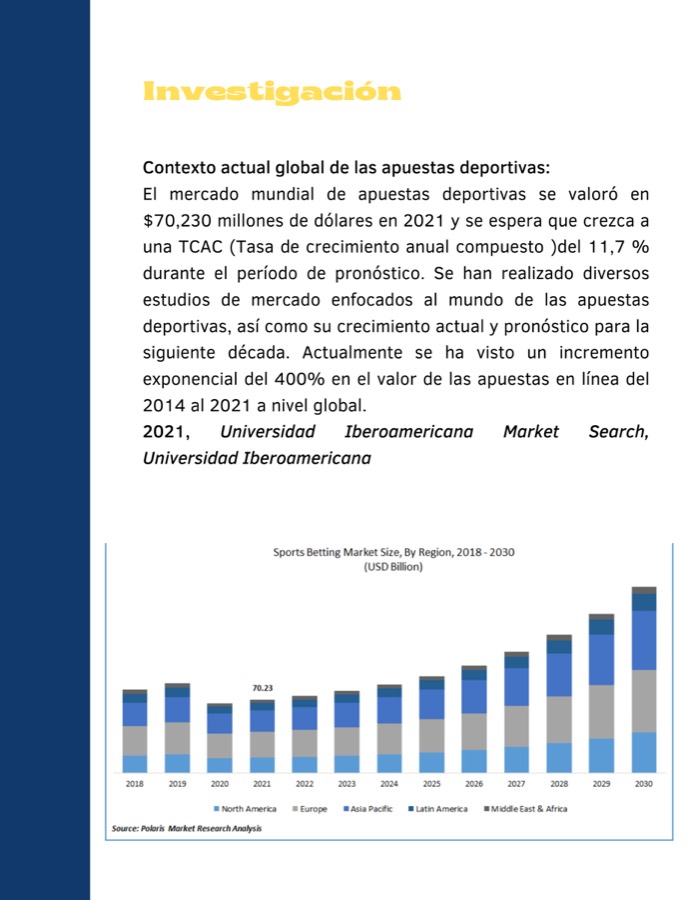 Investigación
Contexto actual global de las apuestas deportivas:
El mercado mundial de apuestas deportivas se valoró en
$70,230 millones de dólares en 2021 y se espera que crezca a
una TCAC (Tasa de crecimiento anual compuesto )del 11,7 %
durante el período de pronóstico. Se han realizado diversos
estudios de mercado enfocados al mundo de las apuestas
deportivas, así como su crecimiento actual y pronóstico para la
siguiente década. Actualmente se ha visto un incremento
exponencial del 400% en el valor de las apuestas en línea del
2014 al 2021 a nivel global.
2021, Universidad Iberoamericana Market Search,
Universidad Iberoamericana
Sports Betting Market Size, By Region, 2018 - 2030
(USD Billion)
70.23
2018 2019 2020 2021 2022 2023 2024 2025 2026 2027 2028 2029 2030
North America Europe Asia Pacific Latin America Middle East & Africa
Source: Polaris Market Research Analysis